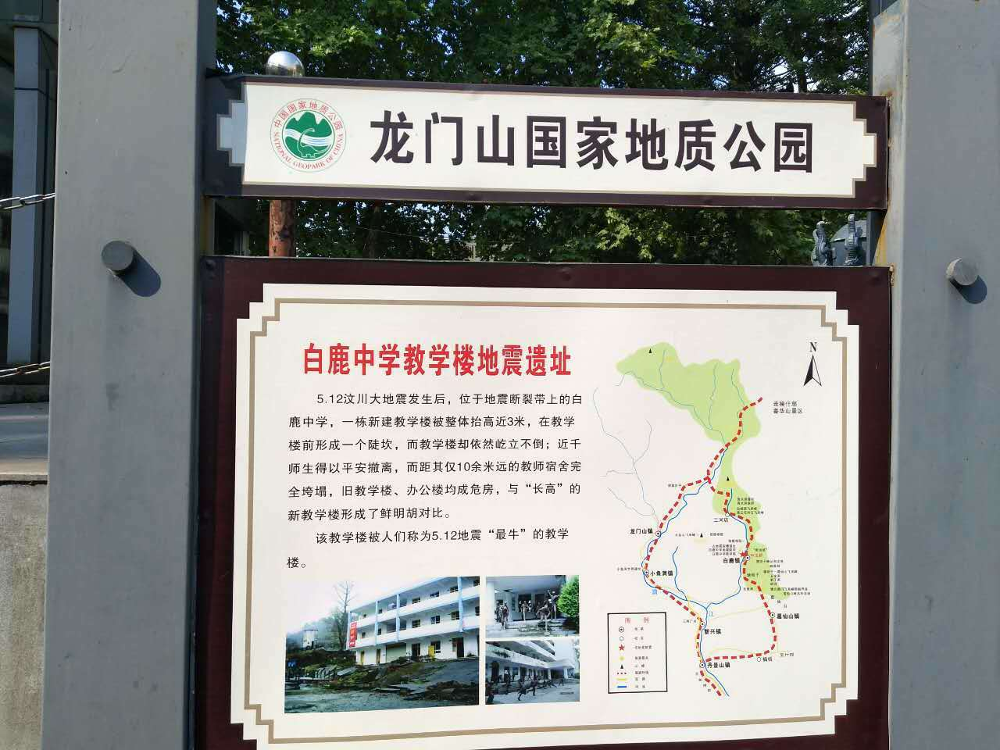 中国国家地质公园
NATIONAL GEOPARK OF CHINA
龙门山国家地质公园
白鹿中学教学楼地震遗址
5.12汶川大地震发生后，位于地震断裂带上的白
鹿中学，一栋新建教学楼被整体抬高近3米，在教学
楼前形成一个陡坎，而教学楼却依然屹立不倒；近千
师生得以平安撤离，而距其仅10余米远的教师宿舍完
全垮塌，旧教学楼、办公楼均成危房，与“长高”的
新教学楼形成了鲜明胡对比。
该教学楼被人们称为5.12地震“最牛”的教学
楼。
N
连接什邡
蓥华山景区
三河店
龙门山镇
白鹿镇
小鱼洞镇
葛仙山镇
新兴镇
丹景山镇
图 例